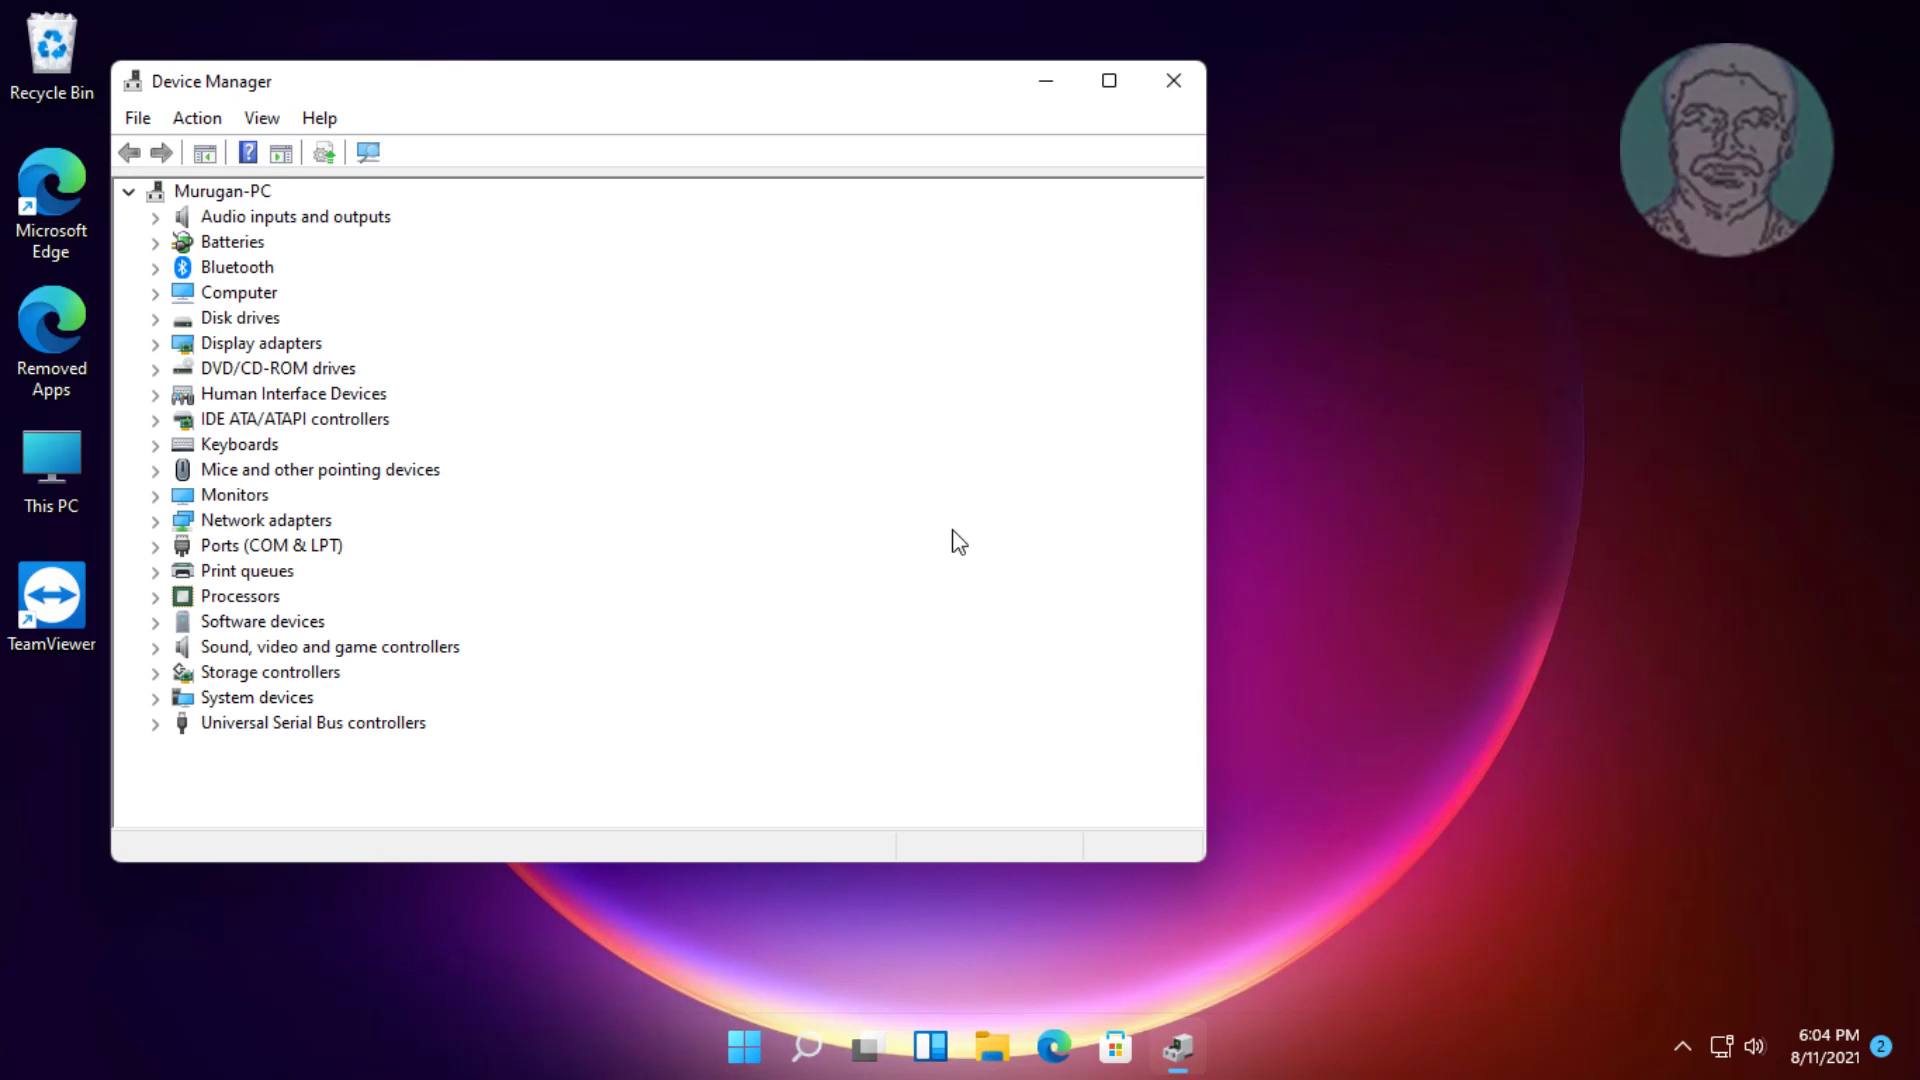 Recycle Bin
Microsoft
Edge
Removed
Apps
This PC
TeamViewer
Device Manager
File Action View Help
Murugan-PC
Audio inputs and outputs
Batteries
Bluetooth
Computer
Disk drives
Display adapters
DVD/CD-ROM drives
Human Interface Devices
IDE ATA/ATAPI controllers
Keyboards
Mice and other pointing devices
Monitors
Network adapters
Ports (COM & LPT)
Print queues
Processors
Software devices
Sound, video and game controllers
Storage controllers
System devices
Universal Serial Bus controllers
6:04 PM
8/11/2021
2